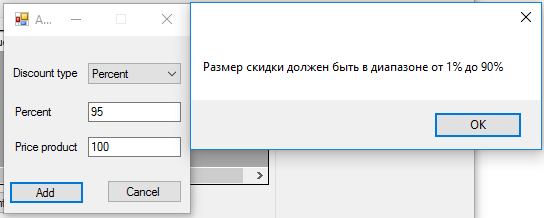 A...
Discount type Percent
Percent 95
Price product 100
Add Cancel
Размер скидки должен быть в диапазоне от 1% до 90%
OK